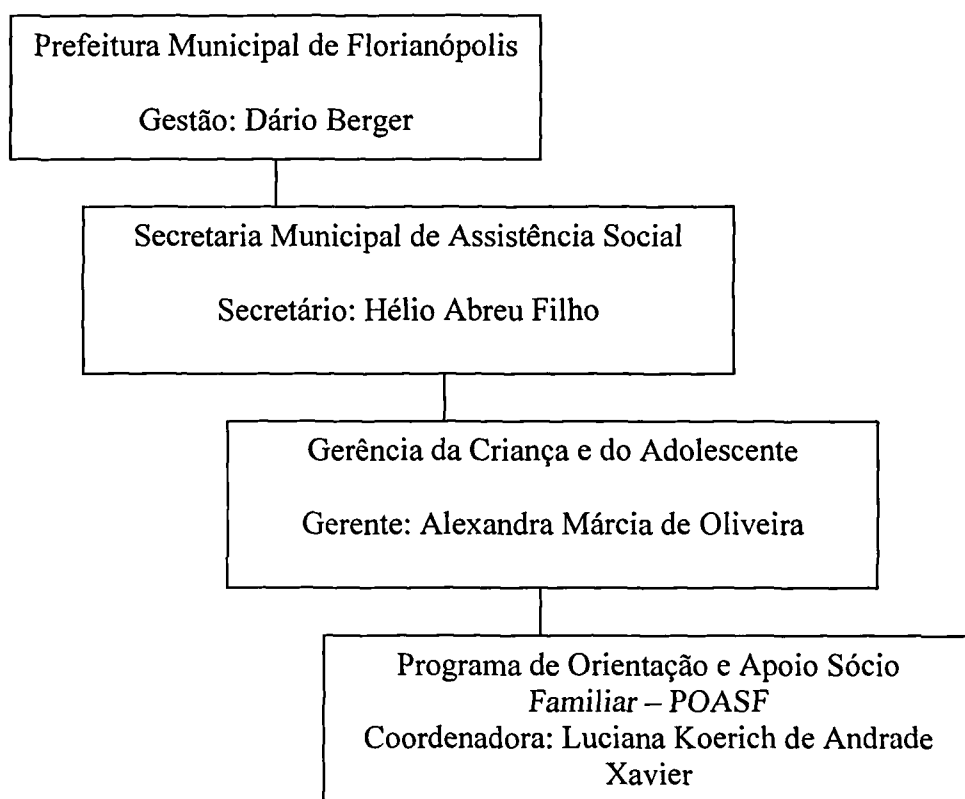 Prefeitura Municipal de Florianópolis
Gestão: Dário Berger
Secretaria Municipal de Assistência Social
Secretário: Hélio Abreu Filho
Gerência da Criança e do Adolescente
Gerente: Alexandra Márcia de Oliveira
Programa de Orientação e Apoio Sócio
Familiar – POASF
Coordenadora: Luciana Koerich de Andrade
Xavier